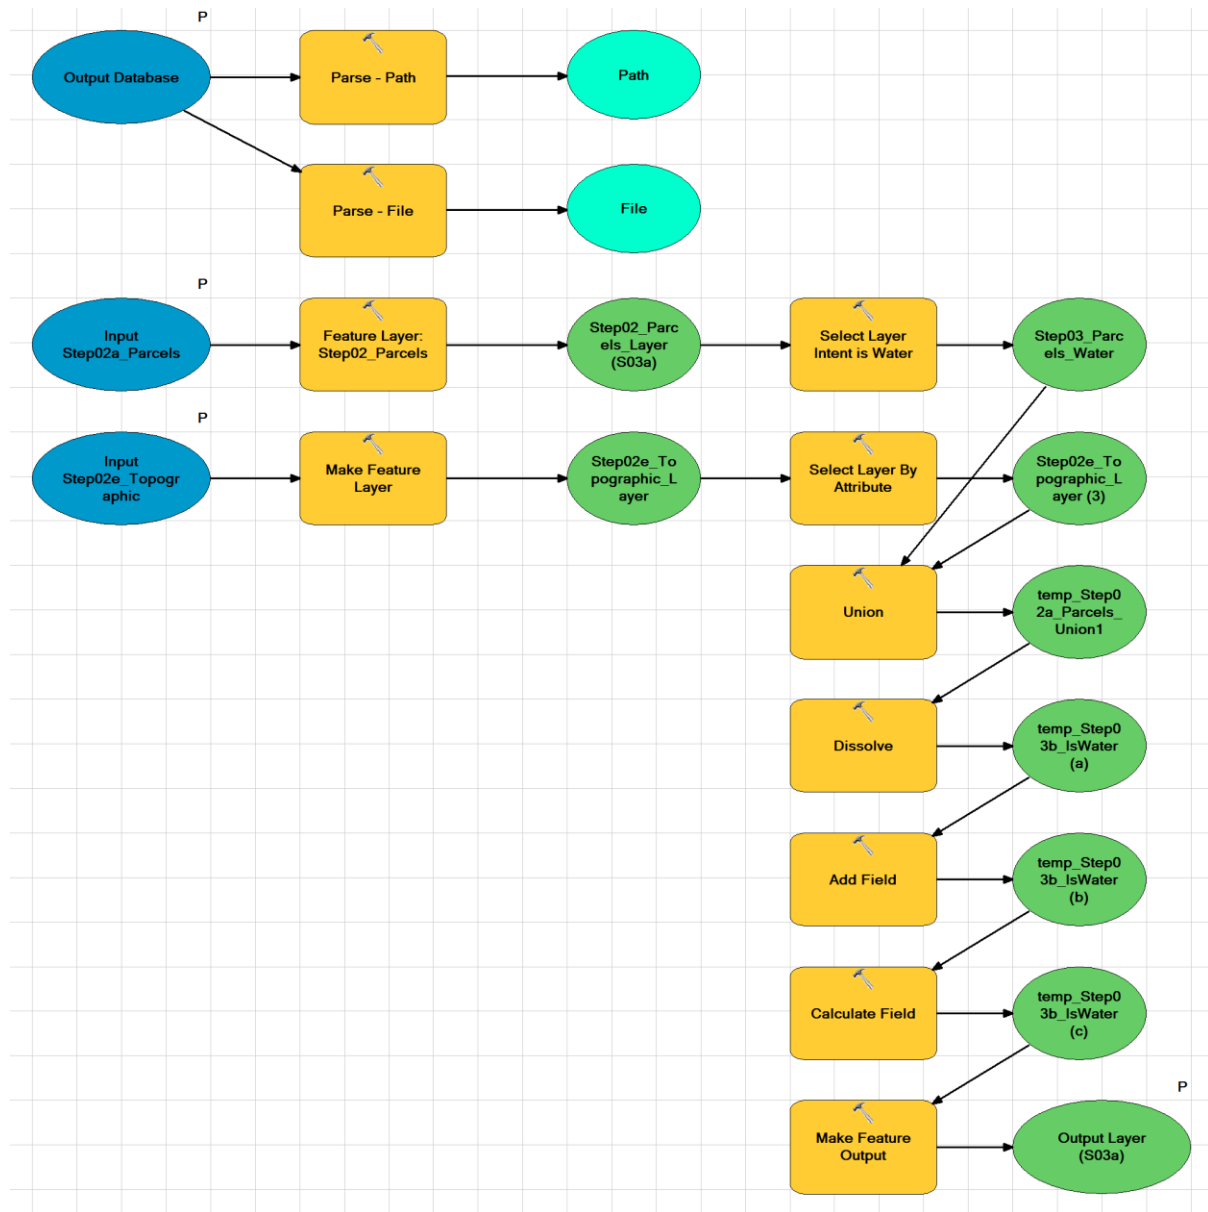 P
Output Database
Parse - Path
Path
Parse - File
File
P
Input
Step02a_Parcels
Feature Layer:
Step02_Parcels
Step02_Parc
els_Layer
(S03a)
Select Layer
Intent is Water
Step03_Parc
els_Water
P
Input
Step02e_Topogr
aphic
Make Feature
Layer
Step02e_To
pographic_L
ayer
Select Layer By
Attribute
Step02e_To
pographic_L
ayer (3)
Union
temp_Step0
2a_Parcels_
Union1
Dissolve
temp_Step0
3b_IsWater
(a)
Add Field
temp_Step0
3b_IsWater
(b)
Calculate Field
temp_Step0
3b_IsWater
(c)
P
Make Feature
Output
Output Layer
(S03a)